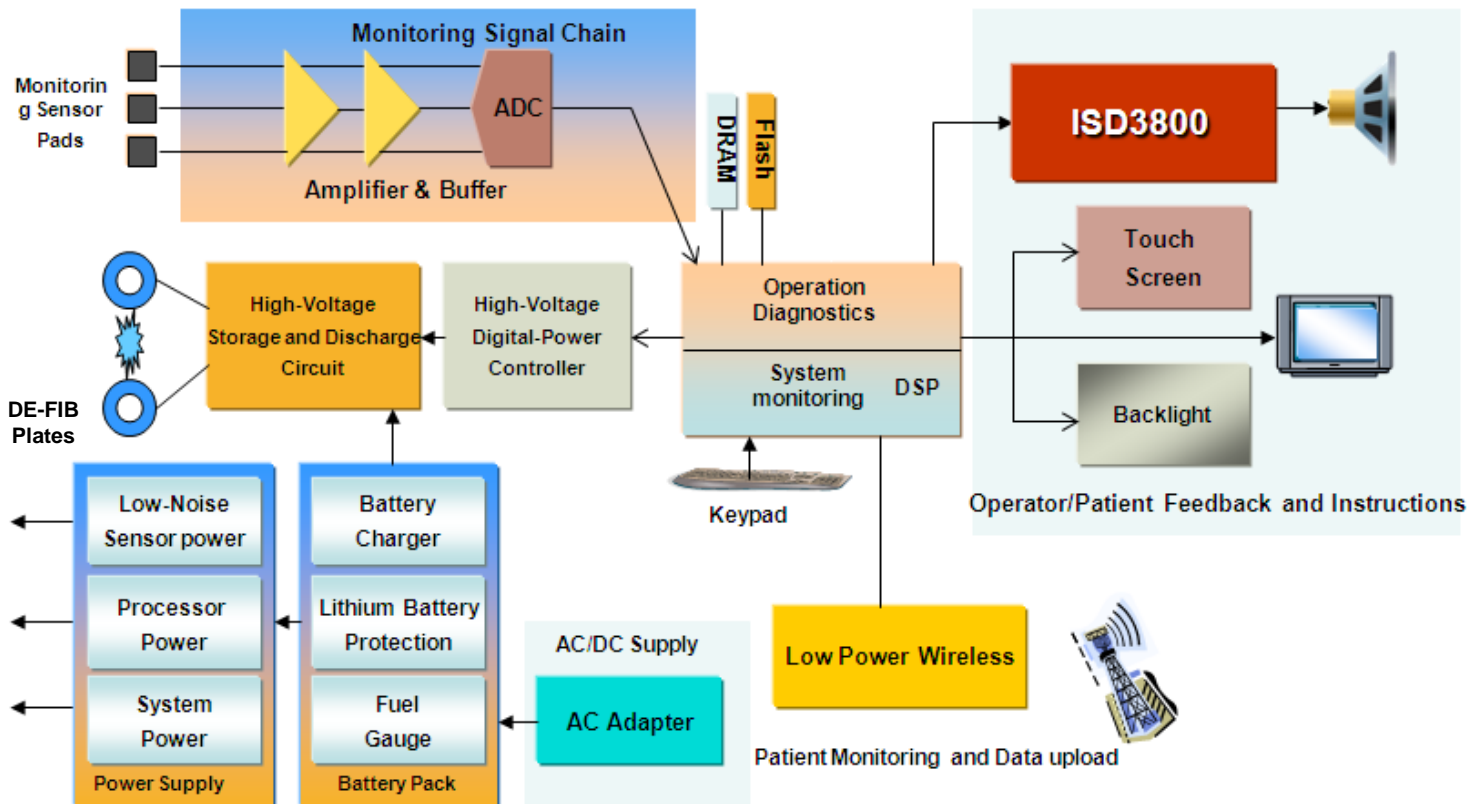 Monitoring Signal Chain
Monitorin
g Sensor
Pads
ADC
Amplifier & Buffer
DRAM
Flash
ISD3800
Touch
Screen
High-Voltage
Storage and Discharge
Circuit
High-Voltage
Digital-Power
Controller
Operation
Diagnostics
System
monitoring
DSP
Backlight
DE-FIB
Plates
Keypad
Operator/Patient Feedback and Instructions
Low-Noise
Sensor power
Processor
Power
System
Power
Power Supply
Battery
Charger
Lithium Battery
Protection
Fuel
Gauge
Battery Pack
AC/DC Supply
AC Adapter
Low Power Wireless
Patient Monitoring and Data upload